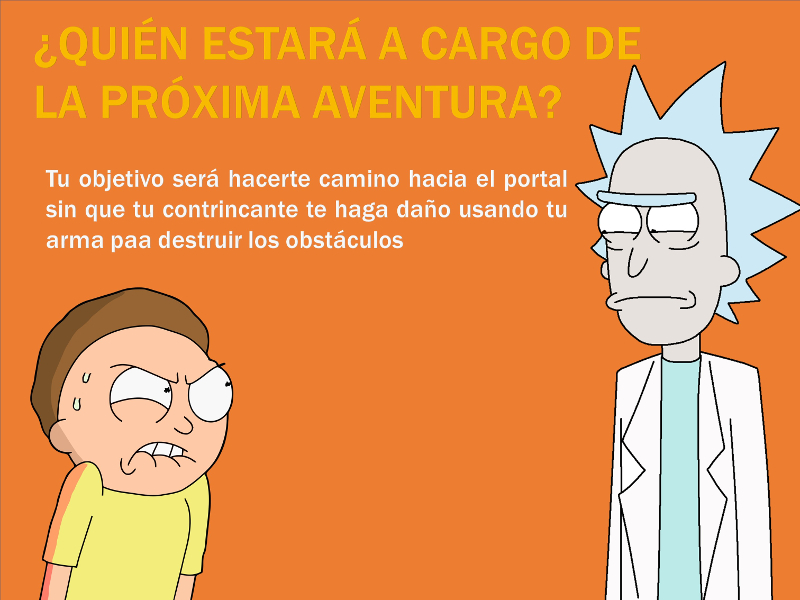 ¿QUIÉN ESTARÁ A CARGO DE
LA PRÓXIMA AVENTURA?
Tu objetivo será hacerte camino hacia el portal
sin que tu contrincante te haga daño usando tu
arma paa destruir los obstáculos